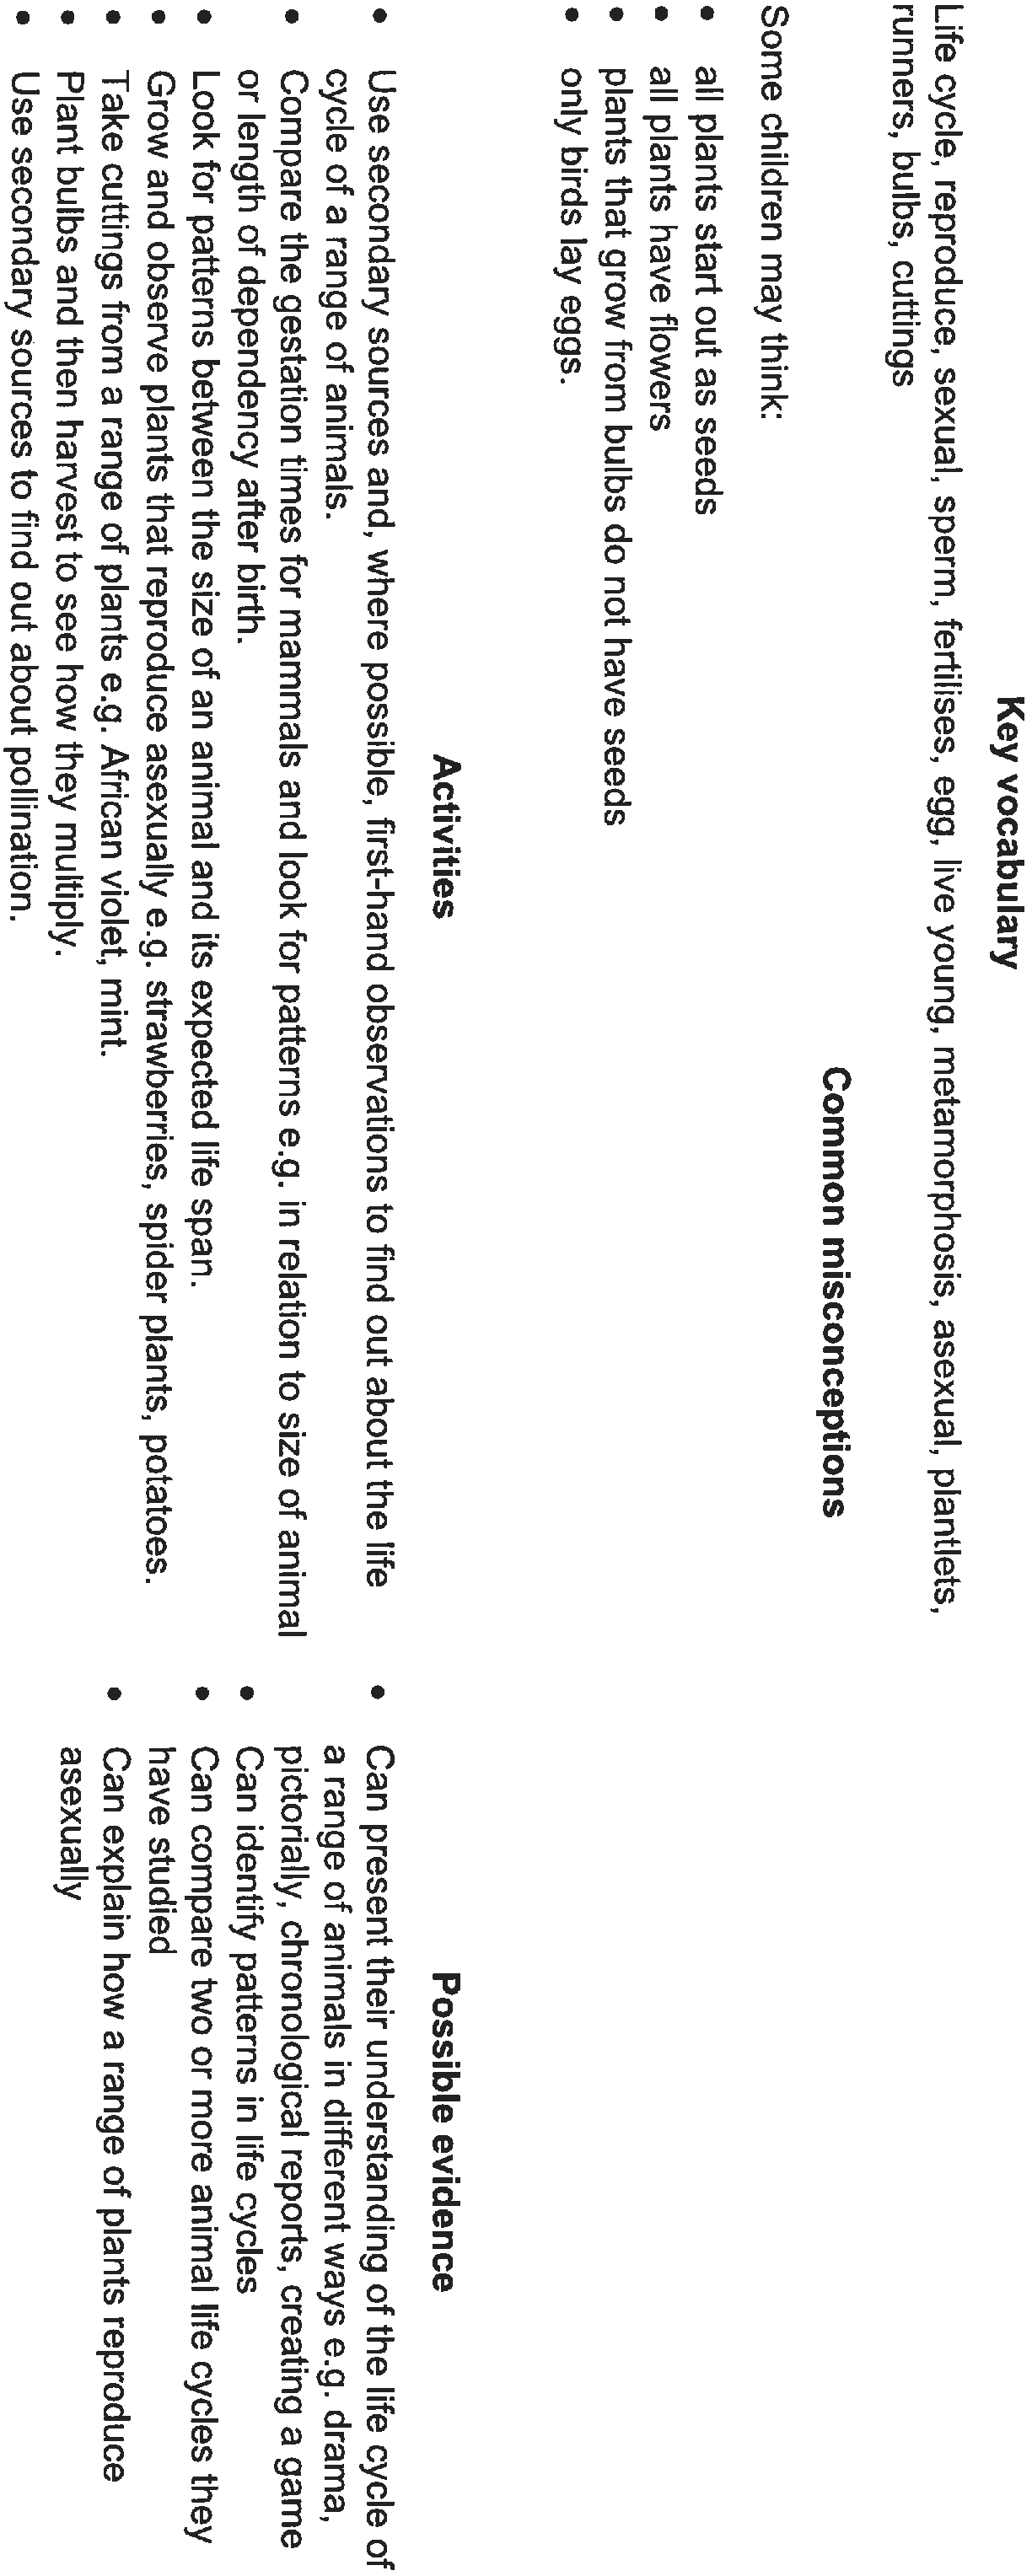 Key vocabulary
Life cycle, reproduce, sexual, sperm, fertilises, egg, live young, metamorphosis, asexual, plantlets,
runners, bulbs, cuttings
Common misconceptions
Some children may think:
• all plants start out as seeds
• all plants have flowers
• plants that grow from bulbs do not have seeds
• only birds lay eggs.
Activities
• Use secondary sources and, where possible, first-hand observations to find out about the life
cycle of a range of animals.
• Compare the gestation times for mammals and look for patterns e.g. in relation to size of animal
or length of dependency after birth.
• Look for patterns between the size of an animal and its expected life span.
• Grow and observe plants that reproduce asexually e.g. strawberries, spider plants, potatoes.
• Take cuttings from a range of plants e.g. African violet, mint.
• Plant bulbs and then harvest to see how they multiply.
• Use secondary sources to find out about pollination.
Possible evidence
• Can present their understanding of the life cycle of
a range of animals in different ways e.g. drama,
pictorially, chronological reports, creating a game
• Can identify patterns in life cycles
• Can compare two or more animal life cycles they
have studied
• Can explain how a range of plants reproduce
asexually